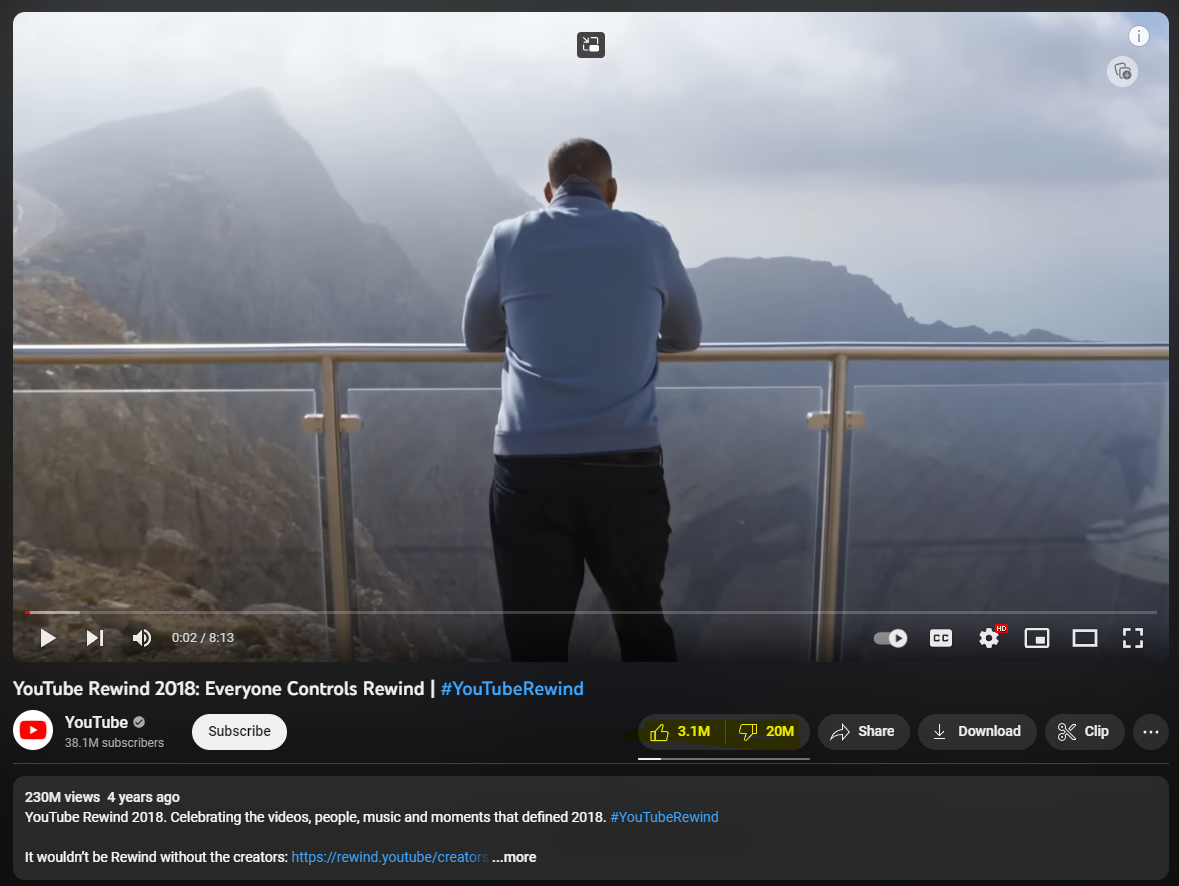 HD
0:02 / 8:13
CC
YouTube Rewind 2018: Everyone Controls Rewind | #YouTubeRewind
YouTube
38.1M subscribers
Subscribe
3.1M
20M
Share
Download
Clip
230M views 4 years ago
YouTube Rewind 2018. Celebrating the videos, people, music and moments that defined 2018. #YouTubeRewind
It wouldn’t be Rewind without the creators: https://rewind.youtube/creators ...more